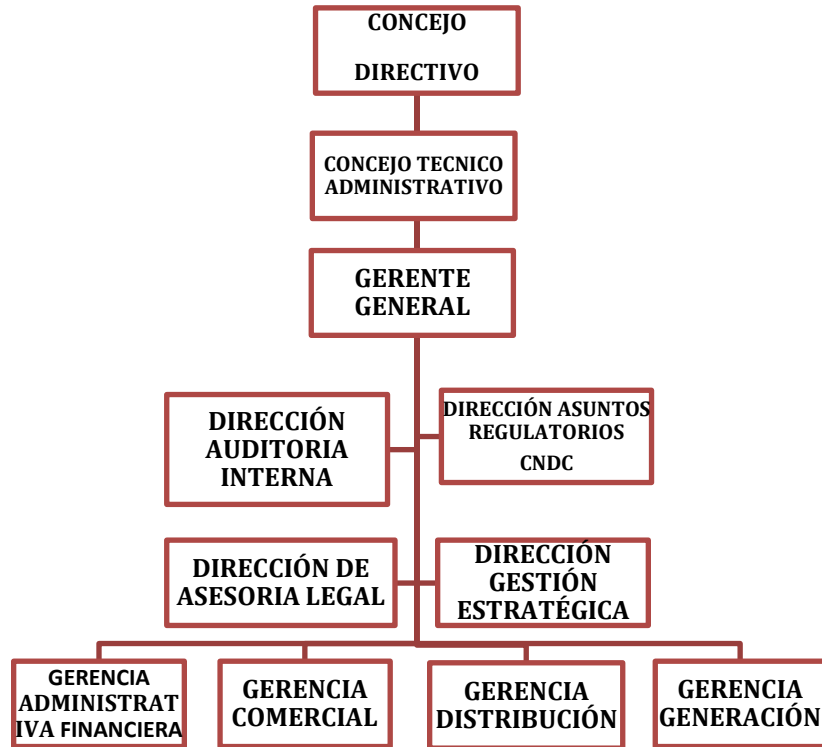 CONCEJO
DIRECTIVO
CONCEJO TECNICO
ADMINISTRATIVO
GERENTE
GENERAL
DIRECCIÓN
AUDITORIA
INTERNA
DIRECCIÓN ASUNTOS
REGULATORIOS
CNDC
DIRECCIÓN DE
ASESORIA LEGAL
DIRECCIÓN
GESTIÓN
ESTRATÉGICA
GERENCIA
ADMINISTRAT
IVA FINANCIERA
GERENCIA
COMERCIAL
GERENCIA
DISTRIBUCIÓN
GERENCIA
GENERACIÓN